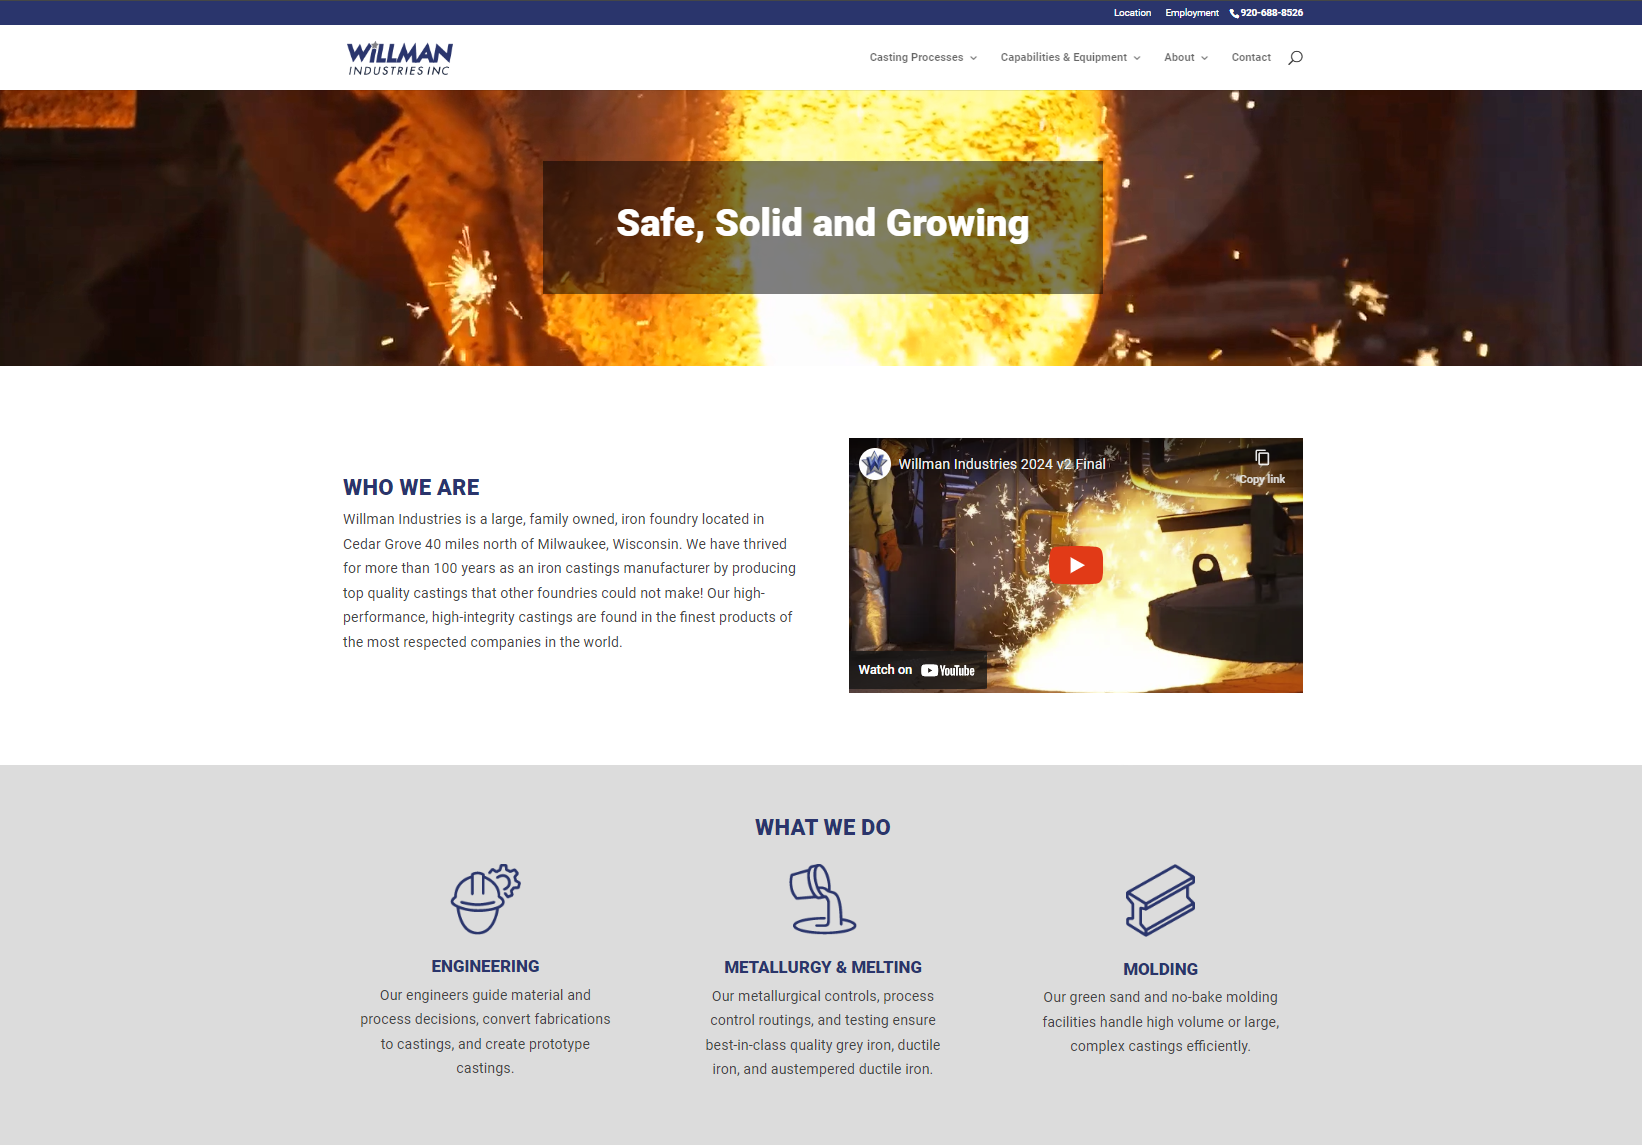 Location Employment 920-688-8526
WILLMAN
INDUSTRIES INC
Casting Processes Capabilities & Equipment About Contact
Safe, Solid and Growing
Willman Industries 2024 v2 Final
Copy link
Watch on YouTube
WHO WE ARE
Willman Industries is a large, family owned, iron foundry located in
Cedar Grove 40 miles north of Milwaukee, Wisconsin. We have thrived
for more than 100 years as an iron castings manufacturer by producing
top quality castings that other foundries could not make! Our high-
performance, high-integrity castings are found in the finest products of
the most respected companies in the world.
WHAT WE DO
ENGINEERING
Our engineers guide material and
process decisions, convert fabrications
to castings, and create prototype
castings.
METALLURGY & MELTING
Our metallurgical controls, process
control routings, and testing ensure
best-in-class quality grey iron, ductile
iron, and austempered ductile iron.
MOLDING
Our green sand and no-bake molding
facilities handle high volume or large,
complex castings efficiently.